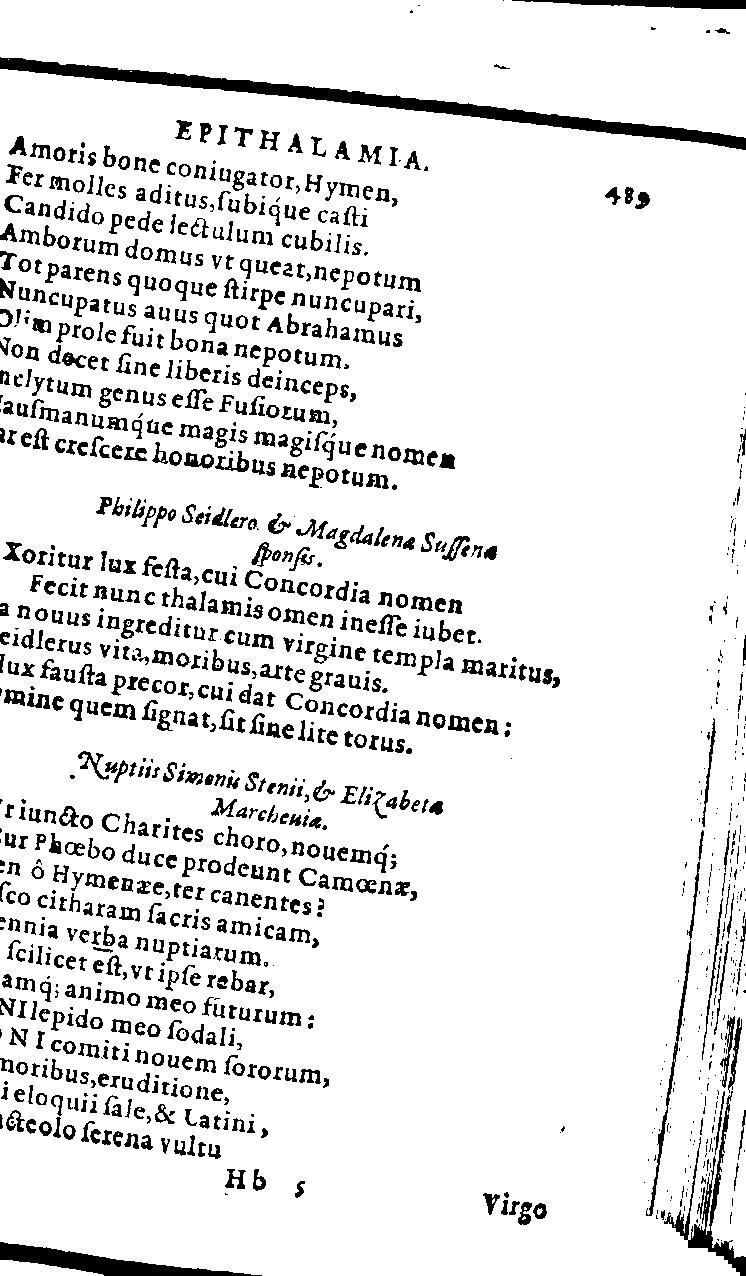 EPITHALAMIA. 489
Amoris bone coniugator, Hymen,
Fer molles aditus, ſubiq́ue caſti
Candido pede lectulum cubilis.
Amborum domus vt queat, nepotum
Tot parens quoque ſtirpe nuncupari,
Nuncupatus auus quot Abrahamus
Olim prole fuit bona nepotum.
Non decet ſine liberis deinceps,
nclytum genus eſſe Fuſiorum,
auſmanumq́ue magis magiſq́ue nomen
ar eſt creſcere honoribus nepotum.
Philippo Seidlero & Magdalena Suſſena
ſponſis.
Xoritur lux feſta, cui Concordia nomen
Fecit nunc thalamis omen ineſſe iubet.
a nouus ingreditur cum virgine templa maritus,
eidlerus vita, moribus, arte grauis.
lux fauſta precor, cui dat Concordia nomen:
mine quem ſignat, ſit ſine lite torus.
Nuptiis Simonis Stenii, & Elizabetæ
Marcheuiæ.
r iuncto Charites choro, nouemq́;
Cur Phœbo duce prodeunt Camœnæ,
en ô Hymenæe, ter canentes?
ſco citharam ſacris amicam,
ennia verba nuptiarum.
ſcilicet eſt, vt ipſe rebar,
amq́; animo meo futurum:
NI lepido meo ſodali,
NI comiti nouem ſororum,
moribus, eruditione,
i eloquii ſale, & Latini,
cteolo ſerena vultu
Hh 5 Virgo